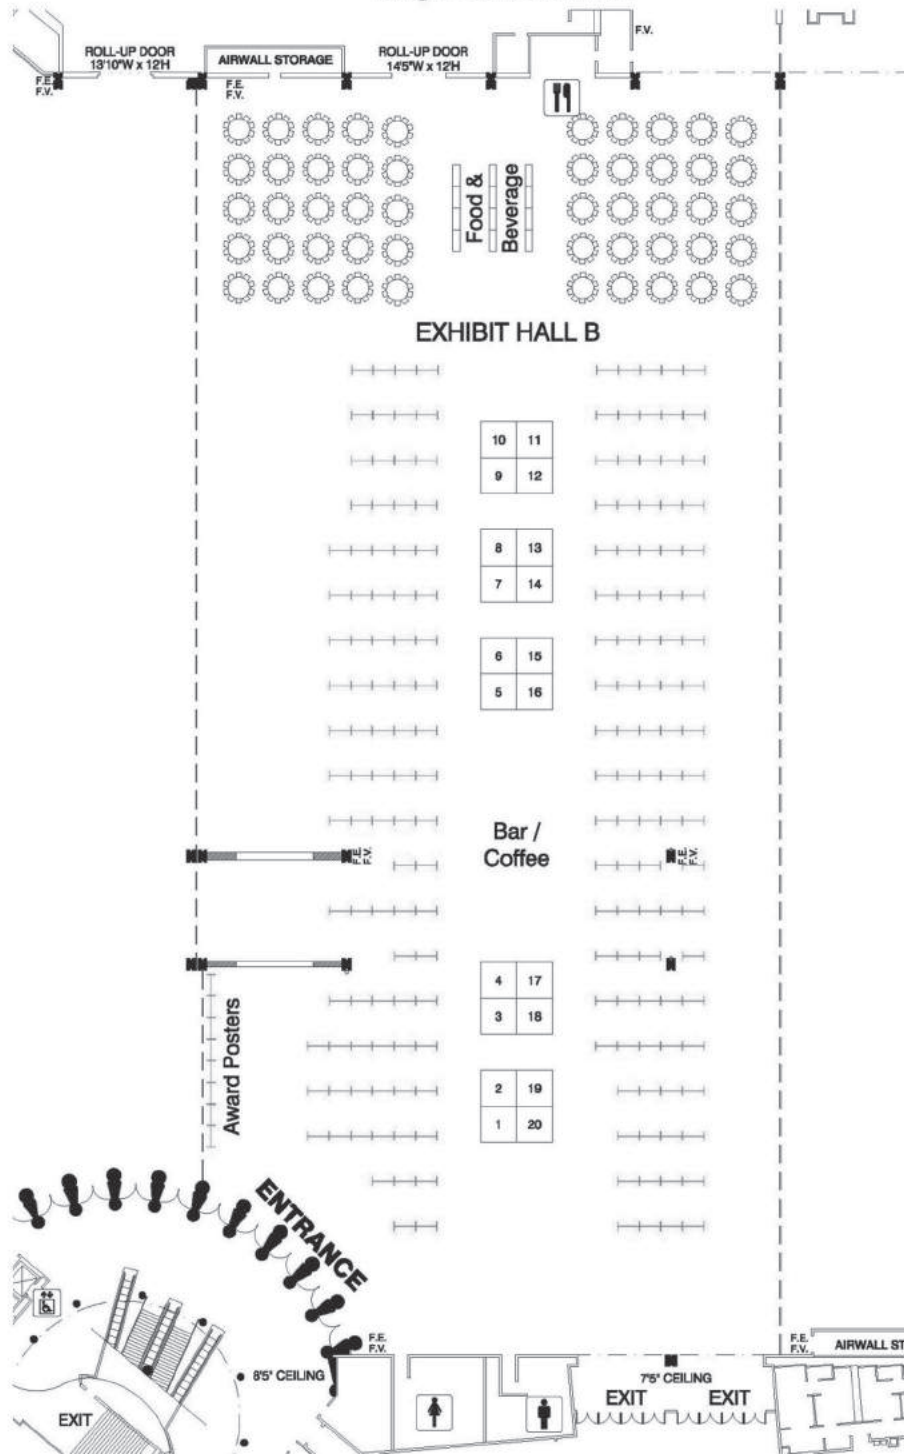 F.V.
ROLL-UP DOOR
13'10"W x 12'H
AIRWALL STORAGE
ROLL-UP DOOR
14'5"W x 12'H
F.E.
F.V.
F.E.
F.V.
Food &
Beverage
EXHIBIT HALL B
10 11
9 12
8 13
7 14
6 15
5 16
Bar /
Coffee
F.E.
F.V.
F.E.
F.V.
4 17
3 18
Award Posters
2 19
1 20
ENTRANCE
F.E.
F.V.
F.E.
F.V.
AIRWALL ST
8'5" CEILING
7'5" CEILING
EXIT
EXIT
EXIT